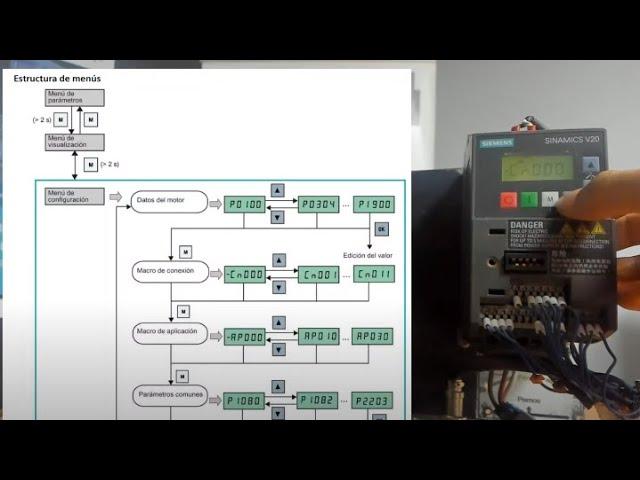 Estructura de menús
Menú de
parámetros
(> 2 s)
M
M
Menú de
visualización
M
(> 2 s)
Menú de
configuración
Datos del motor
P0100
P0304
...
P1900
OK
M
Edición del valor
Macro de conexión
-Cn000
Cn001
...
Cn011
M
Macro de aplicación
-AP000
AP010
...
AP030
M
Parámetros comunes
P1080
P1082
...
P2203
OK
SIEMENS
SINAMICS V20
-Cn000
M
DANGER